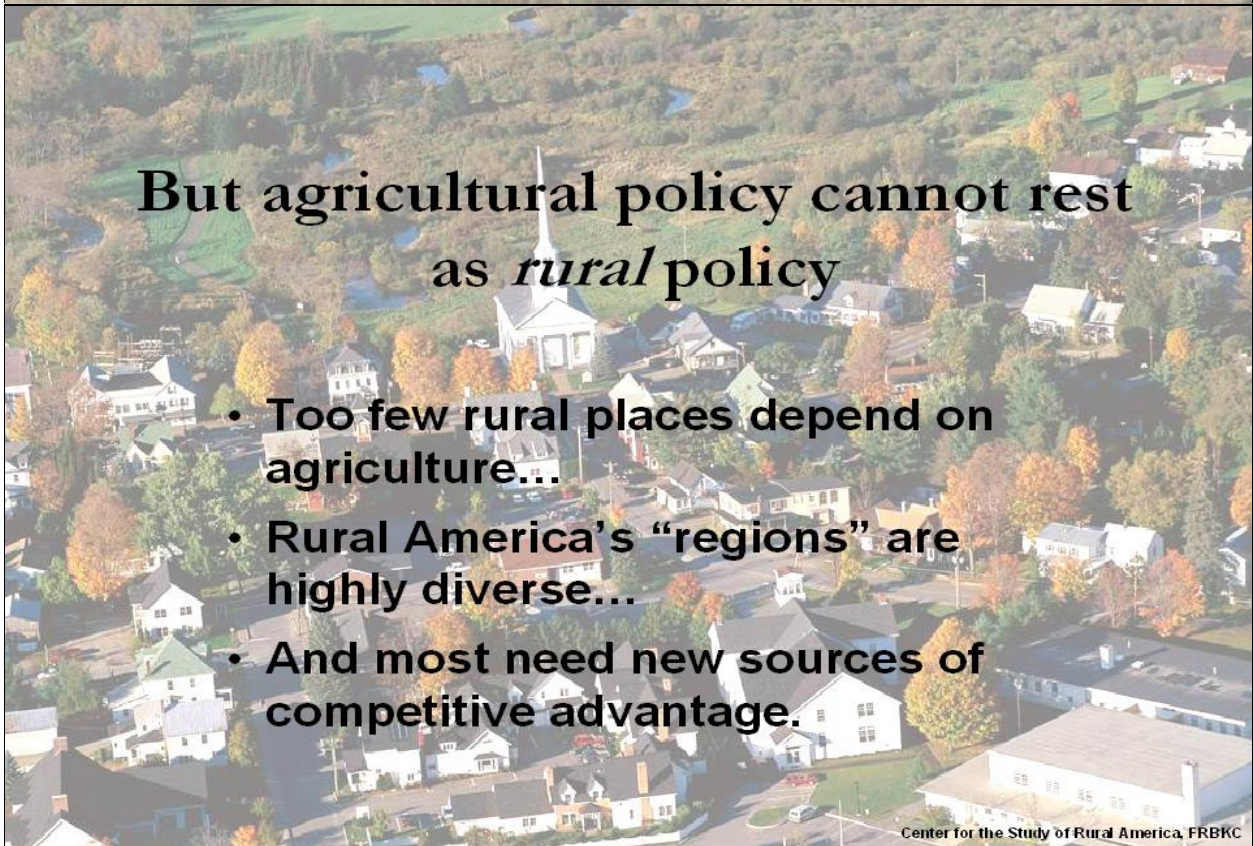 But agricultural policy cannot rest
as rural policy
• Too few rural places depend on
agriculture…
• Rural America’s “regions” are
highly diverse…
• And most need new sources of
competitive advantage.
Center for the Study of Rural America, FRBKC